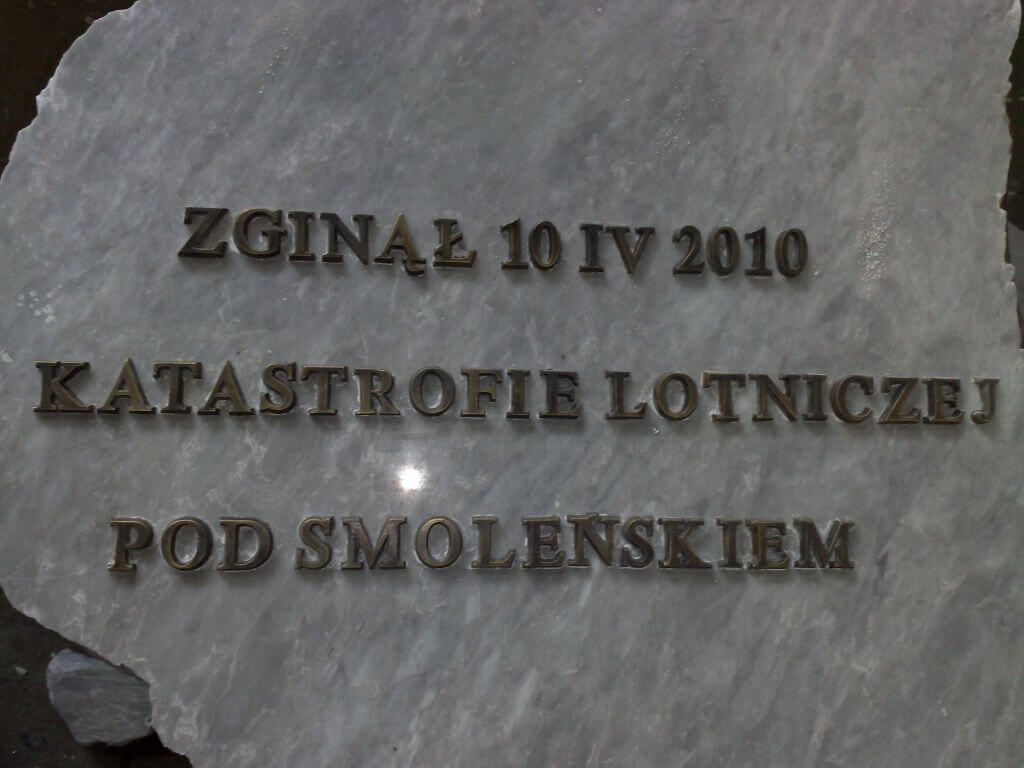 ZGINĄŁ 10 IV 2010
KATASTROFIE LOTNICZEJ
POD SMOLEŃSKIEM